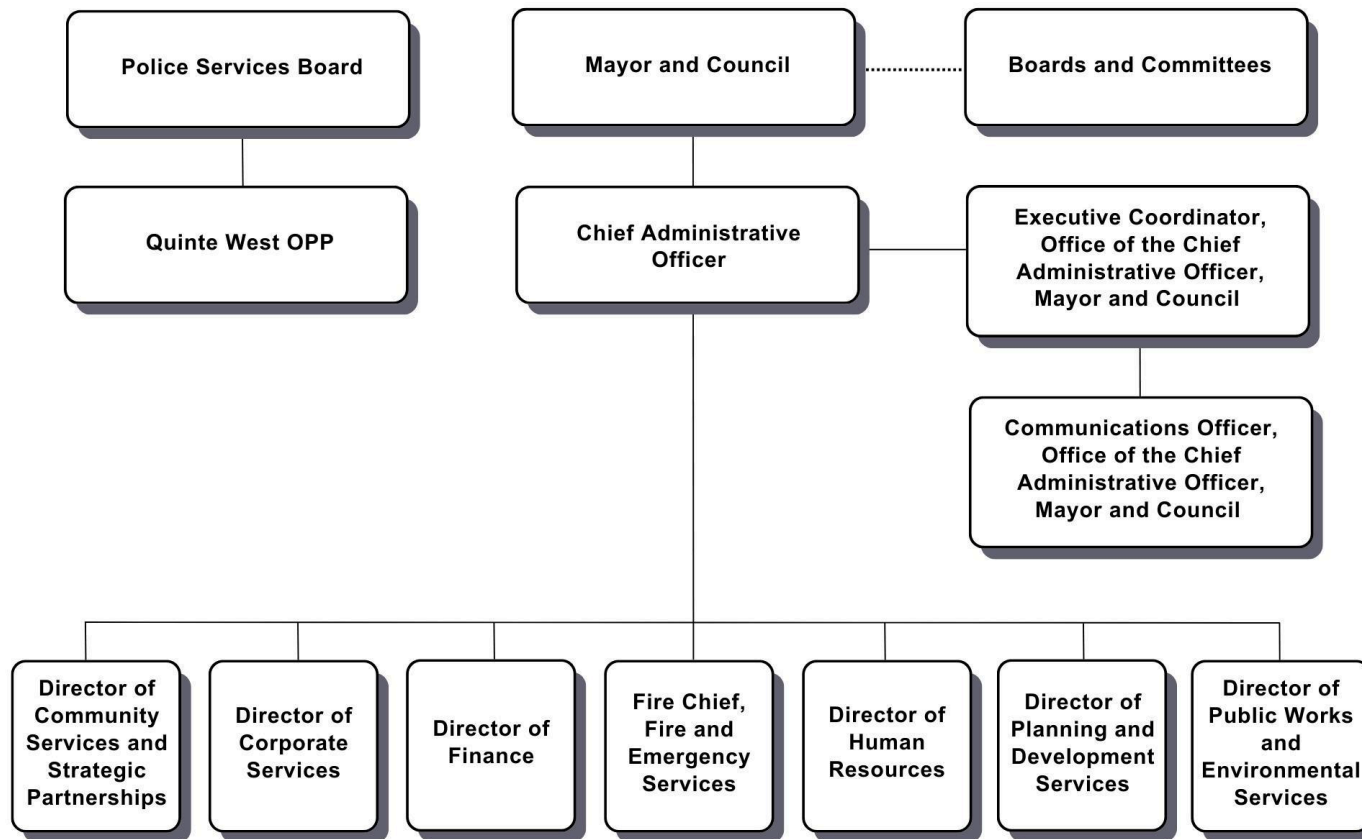 Police Services Board
Mayor and Council
Boards and Committees
Quinte West OPP
Chief Administrative
Officer
Executive Coordinator,
Office of the Chief
Administrative Officer,
Mayor and Council
Communications Officer,
Office of the Chief
Administrative Officer,
Mayor and Council
Director of
Community
Services and
Strategic
Partnerships
Director of
Corporate
Services
Director of
Finance
Fire Chief,
Fire and
Emergency
Services
Director of
Human
Resources
Director of
Planning and
Development
Services
Director of
Public Works
and
Environmental
Services